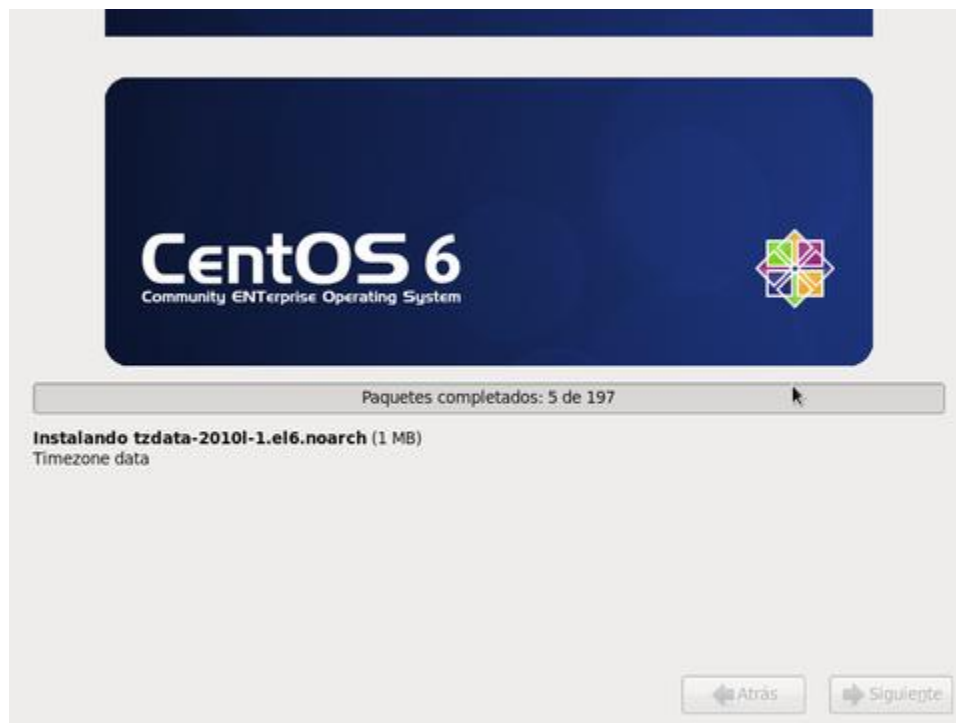 CentOS 6
Community ENTerprise Operating System
Paquetes completados: 5 de 197
Instalando tzdata-2010l-1.el6.noarch (1 MB)
Timezone data
Atrás
Siguiente